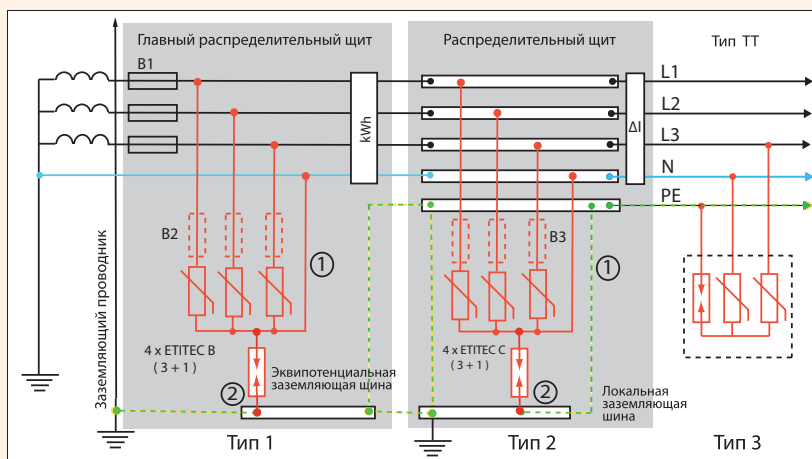 Главный распределительный щит
Распределительный щит
Тип TT
B1
L1
L2
L3
N
PE
kWh
ΔI
B2
B3
1
1
Заземляющий проводник
4 x ETITEC B
( 3 + 1 )
4 x ETITEC C
( 3 + 1 )
Эквипотенциальная
заземляющая шина
2
2
Локальная
заземляющая
шина
Тип 1
Тип 2
Тип 3